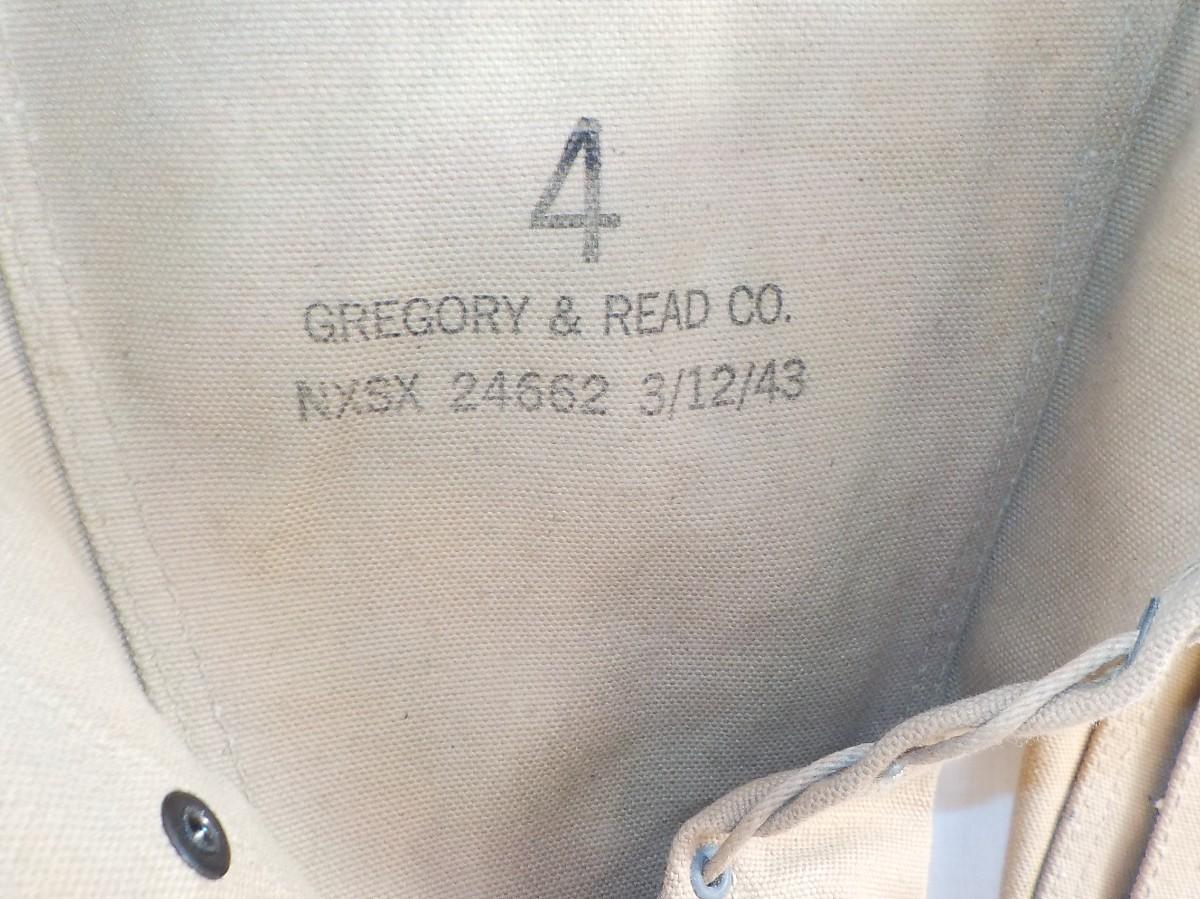 4
GREGORY & READ CO.
NXSX 24662 3/12/43